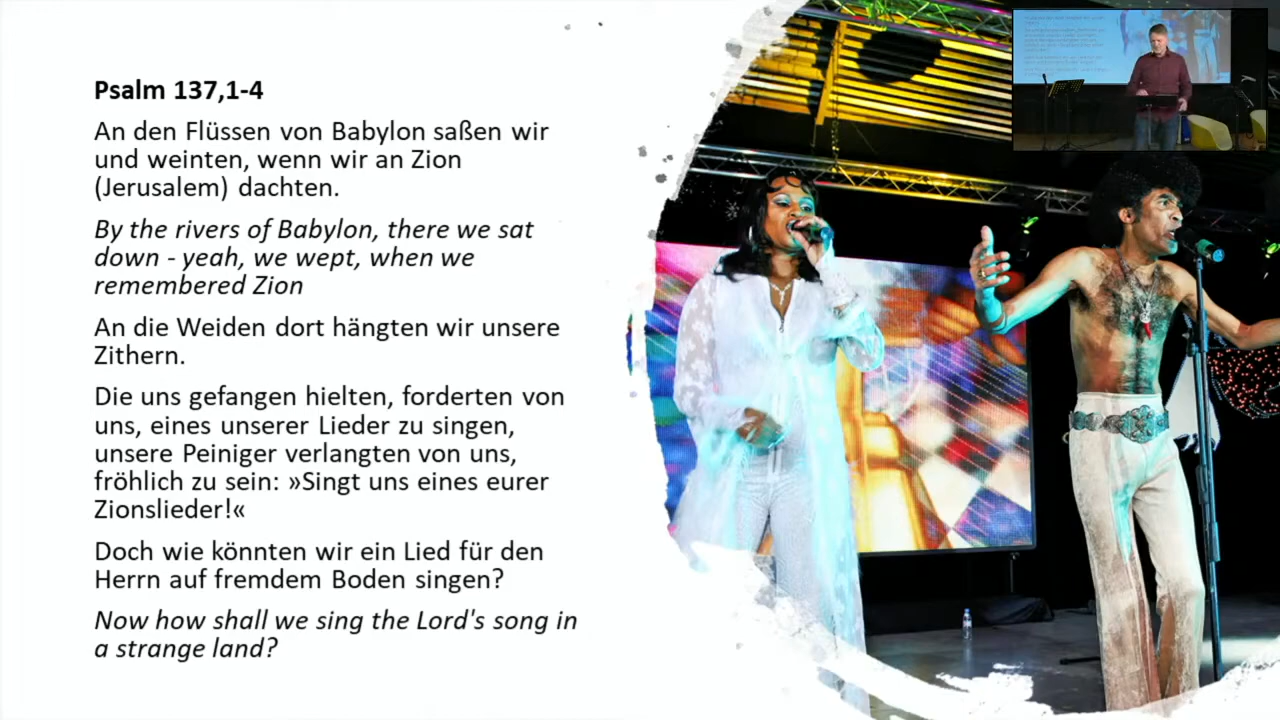 Psalm 137,1-4
An den Flüssen von Babylon saßen wir
und weinten, wenn wir an Zion
(Jerusalem) dachten.
By the rivers of Babylon, there we sat
down - yeah, we wept, when we
remembered Zion
An die Weiden dort hängten wir unsere
Zithern.
Die uns gefangen hielten, forderten von
uns, eines unserer Lieder zu singen,
unsere Peiniger verlangten von uns,
fröhlich zu sein: »Singt uns eines eurer
Zionslieder!«
Doch wie könnten wir ein Lied für den
Herrn auf fremdem Boden singen?
Now how shall we sing the Lord's song in
a strange land?